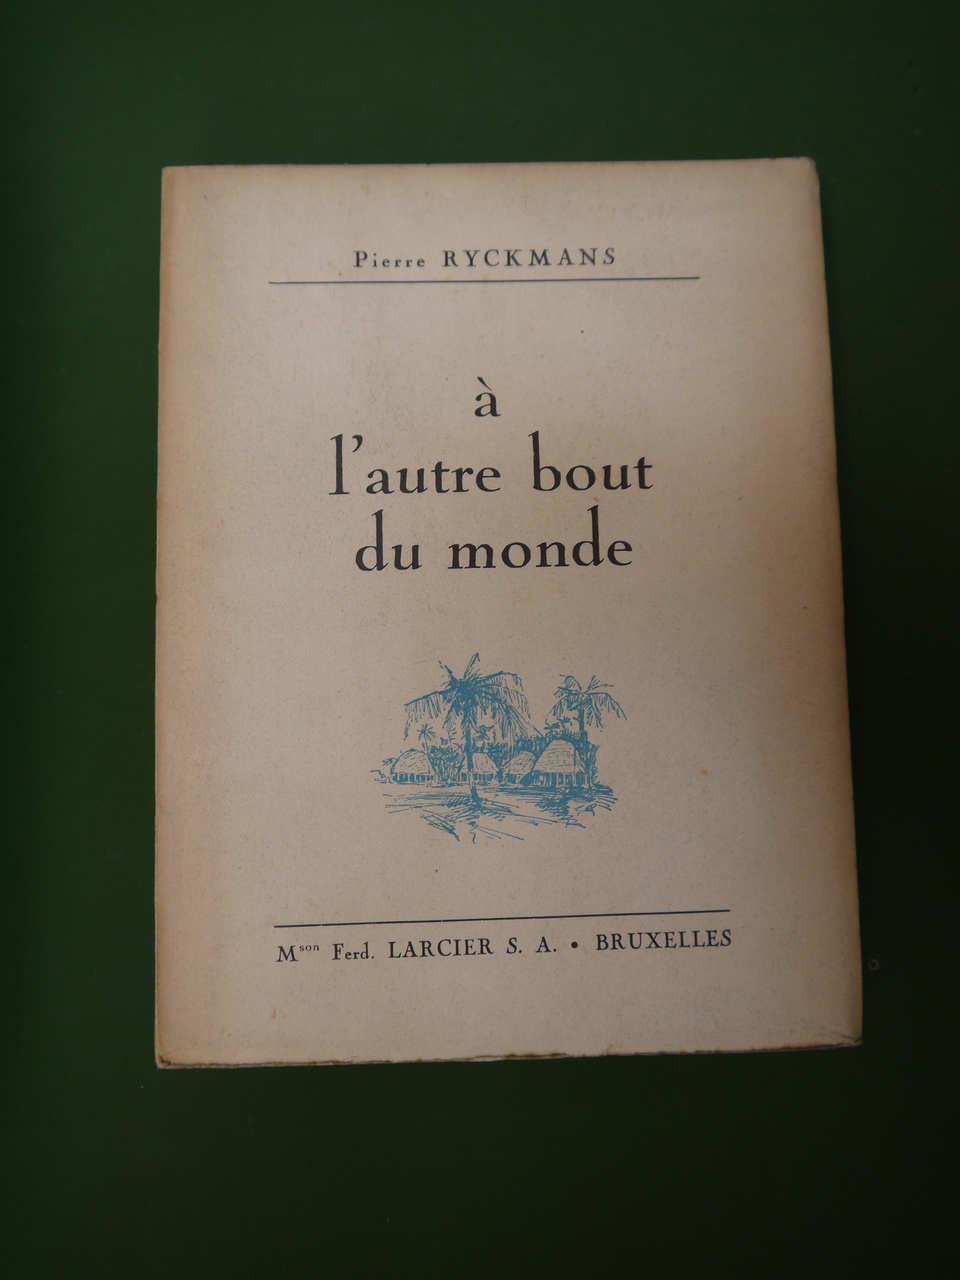 Pierre RYCKMANS
à
l'autre bout
du monde
Mson Ferd. LARCIER S. A. • BRUXELLES